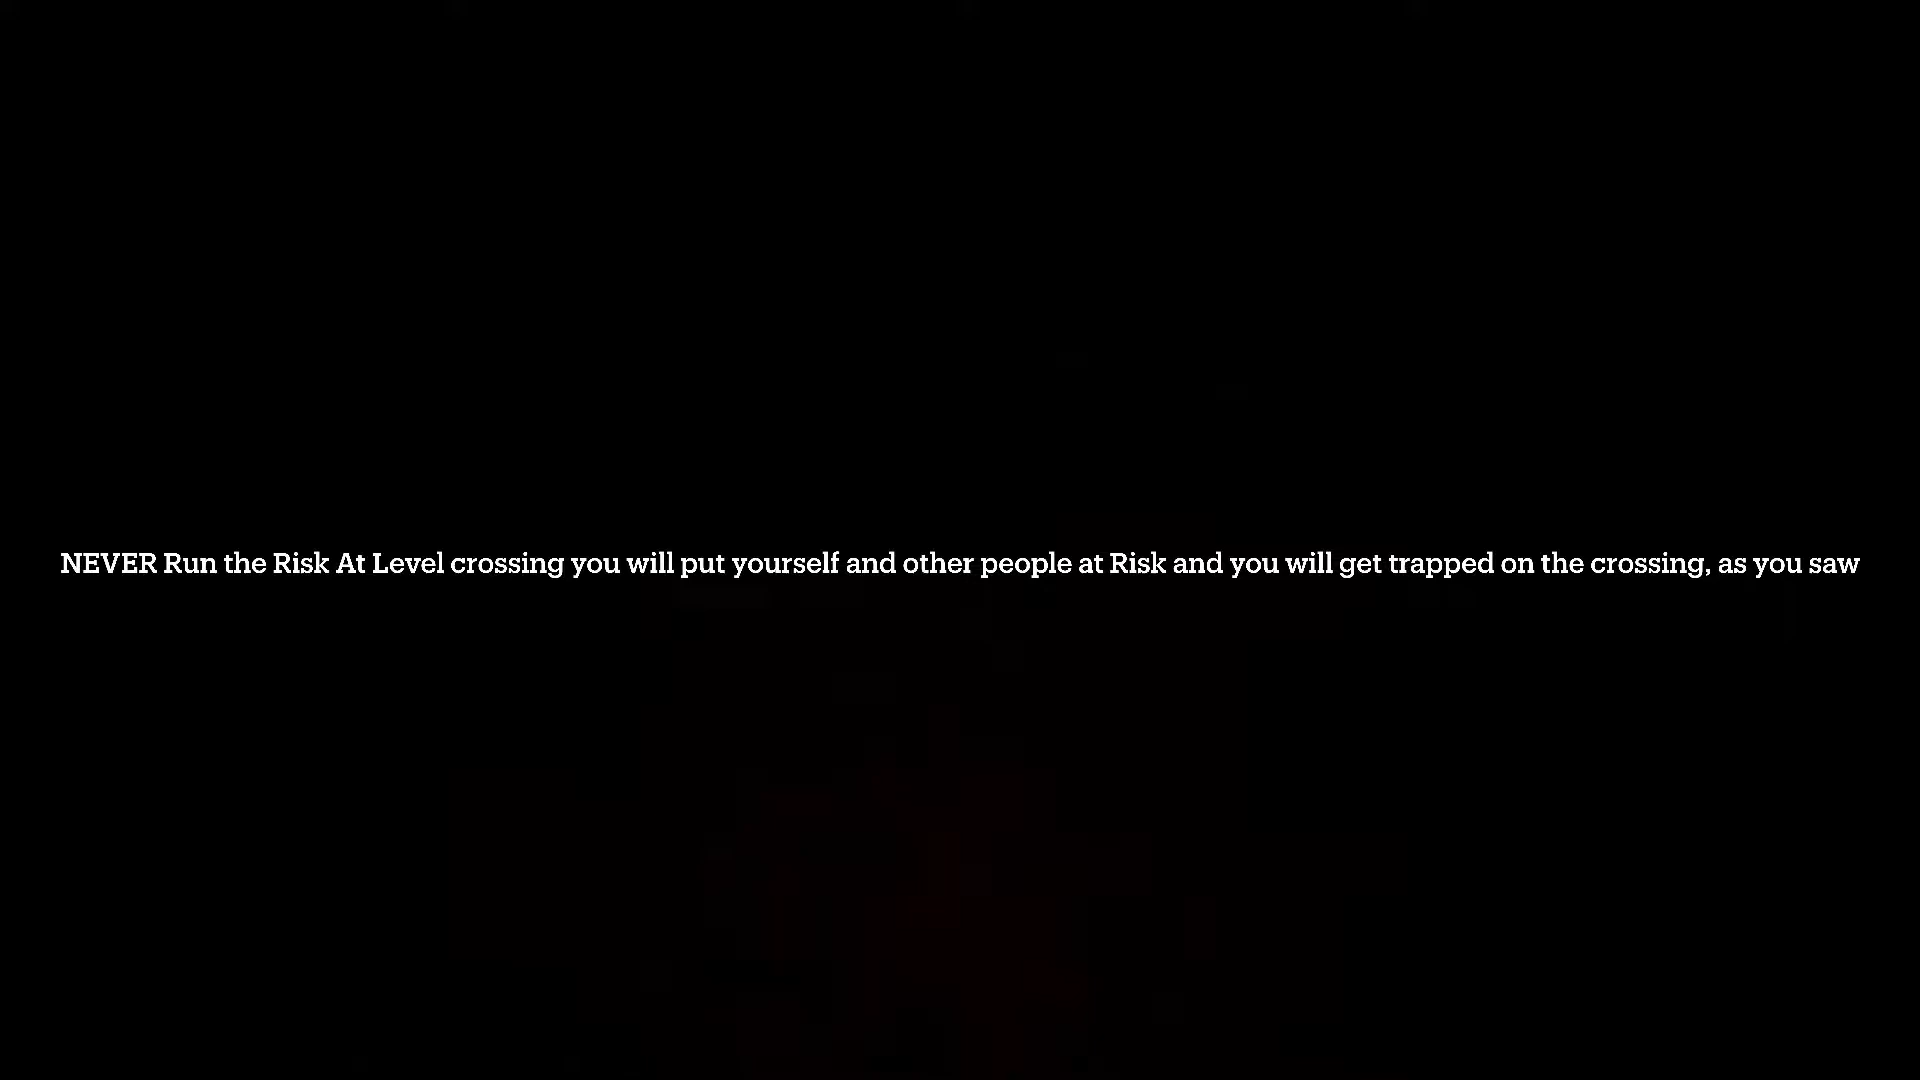 NEVER Run the Risk At Level crossing you will put yourself and other people at Risk and you will get trapped on the crossing, as you saw